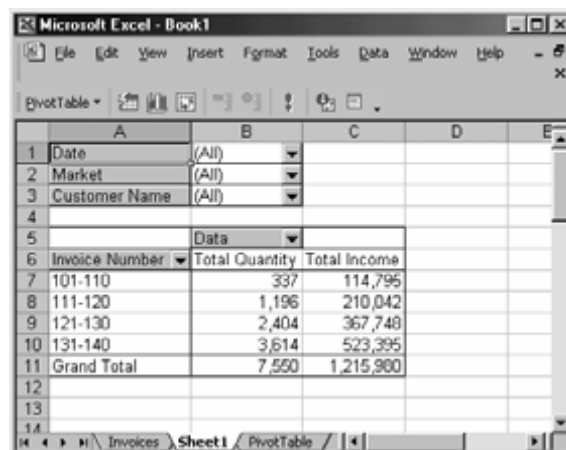 Microsoft Excel - Book1
File Edit View Insert Format Tools Data Window Help
PivotTable
A B C D E
1 Date (All)
2 Market (All)
3 Customer Name (All)
4
5 Data
6 Invoice Number Total Quantity Total Income
7 101-110 337 114,795
8 111-120 1,196 210,042
9 121-130 2,404 367,748
10 131-140 3,614 523,395
11 Grand Total 7,550 1,215,980
12
13
14
Invoices Sheet1 PivotTable